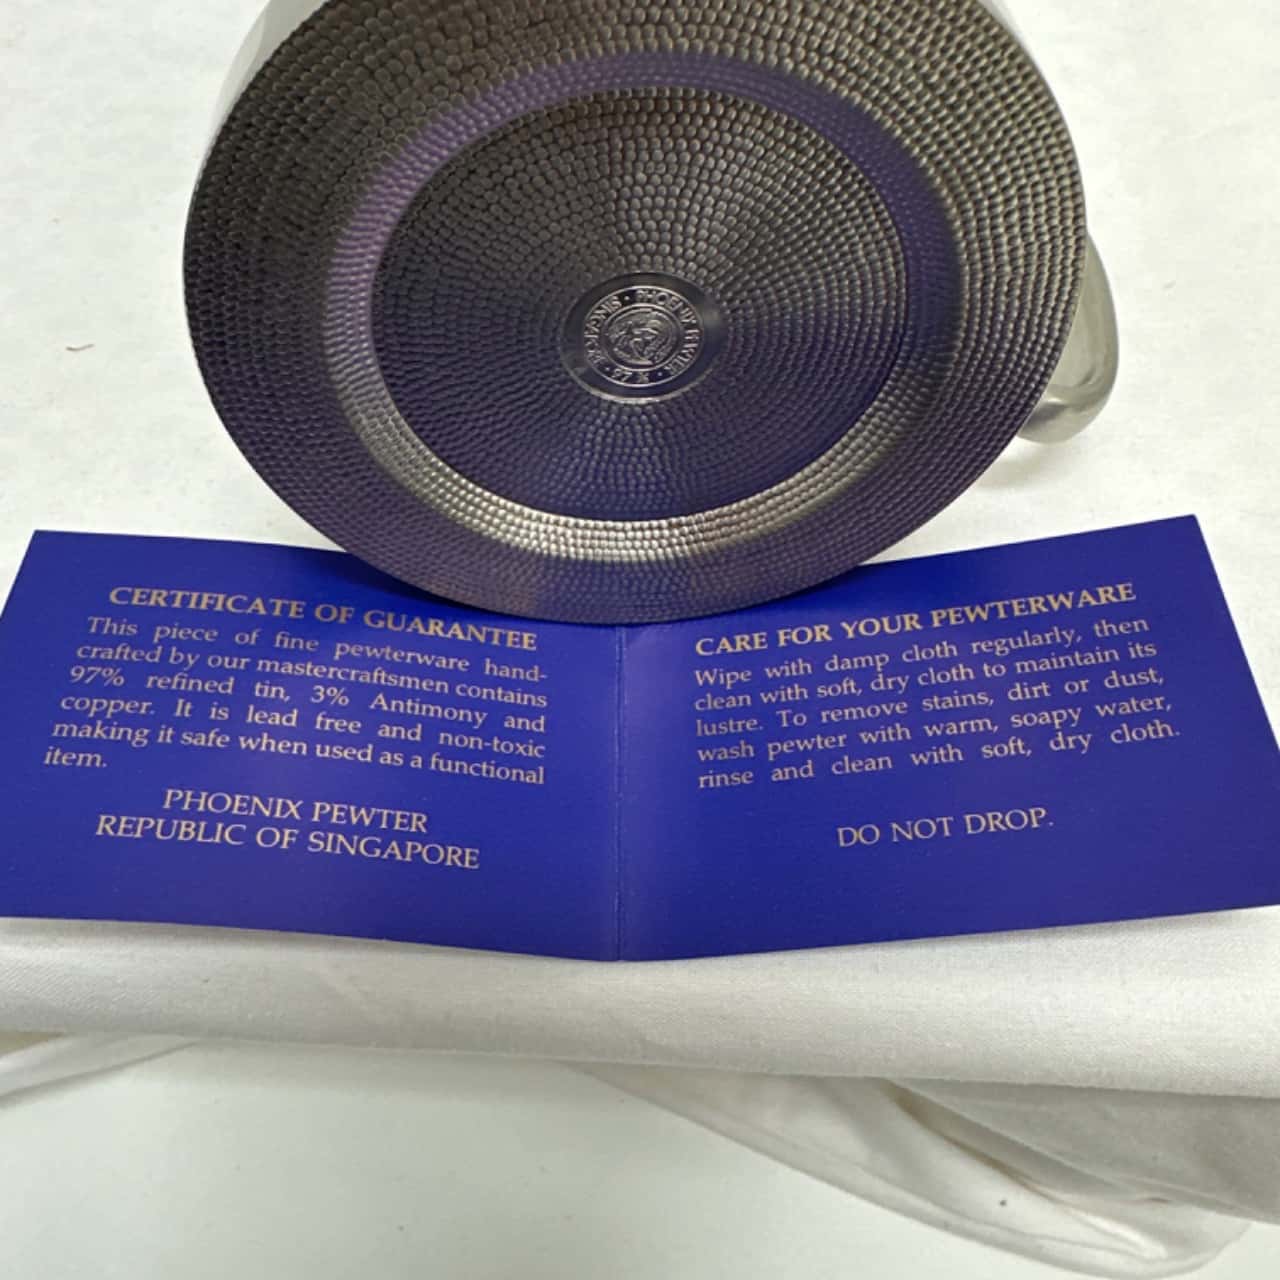 PHOENIX PEWTER
97%
CERTIFICATE OF GUARANTEE
This piece of fine pewterware hand-
crafted by our mastercraftsmen contains
97% refined tin, 3% Antimony and
copper. It is lead free and non-toxic
making it safe when used as a functional
item.
PHOENIX PEWTER
REPUBLIC OF SINGAPORE
CARE FOR YOUR PEWTERWARE
Wipe with damp cloth regularly, then
clean with soft, dry cloth to maintain its
lustre. To remove stains, dirt or dust,
wash pewter with warm, soapy water,
rinse and clean with soft, dry cloth.
DO NOT DROP.